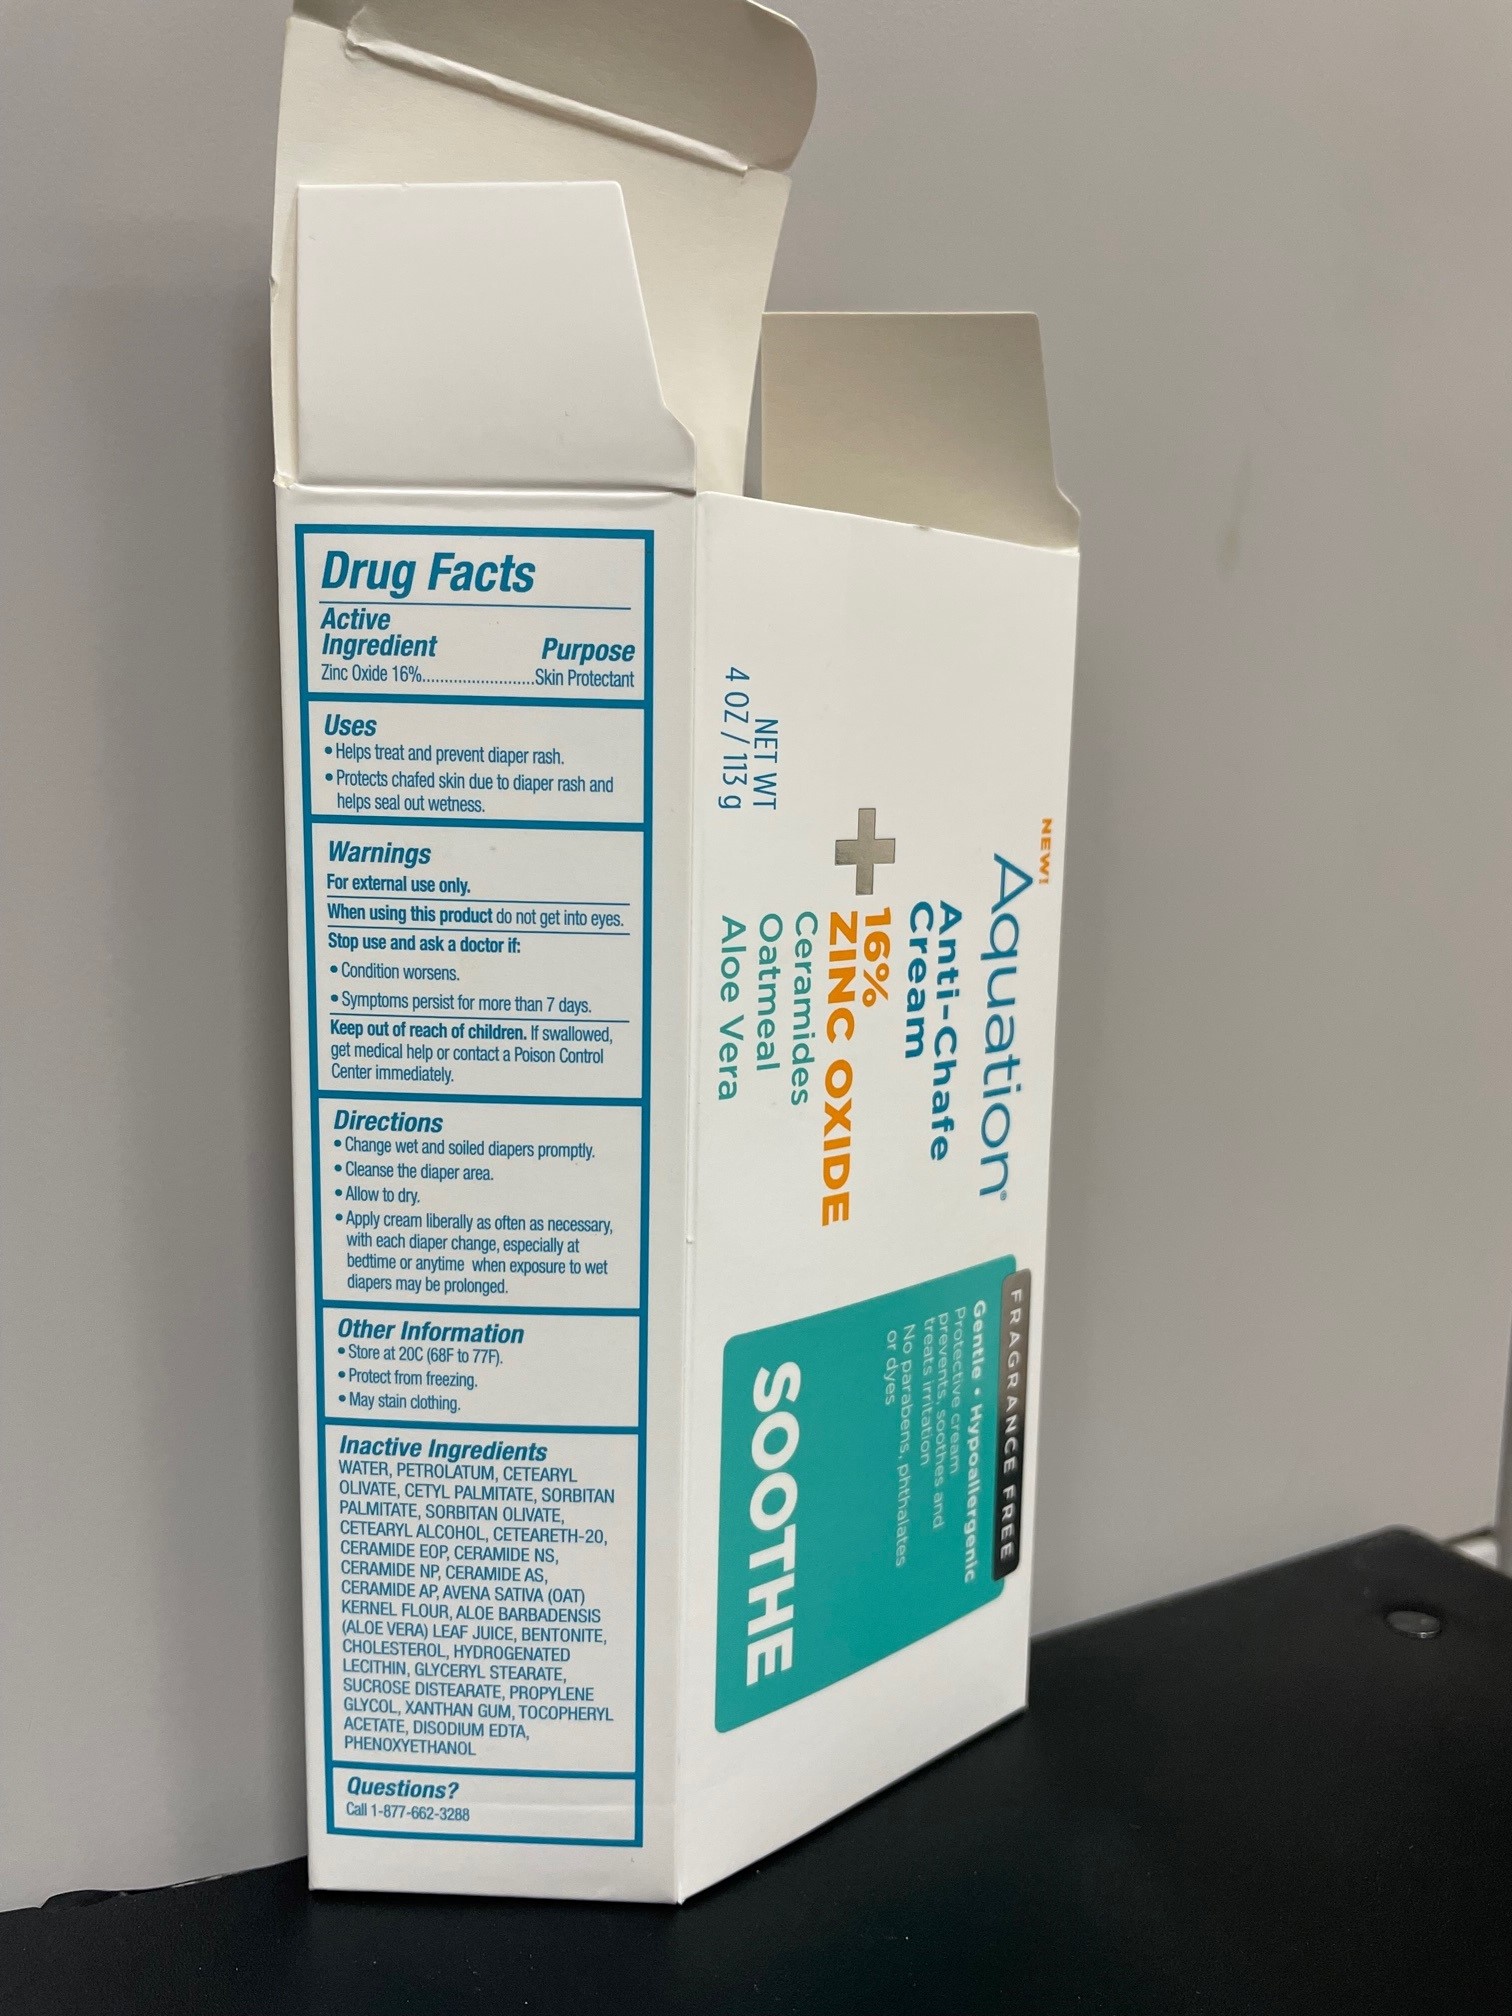 Drug Facts
Active
Ingredient Purpose
Zinc Oxide 16%.........................Skin Protectant
Uses
• Helps treat and prevent diaper rash.
• Protects chafed skin due to diaper rash and
helps seal out wetness.
Warnings
For external use only.
When using this product do not get into eyes.
Stop use and ask a doctor if:
• Condition worsens.
• Symptoms persist for more than 7 days.
Keep out of reach of children. If swallowed,
get medical help or contact a Poison Control
Center immediately.
Directions
• Change wet and soiled diapers promptly.
• Cleanse the diaper area.
• Allow to dry.
• Apply cream liberally as often as necessary,
with each diaper change, especially at
bedtime or anytime when exposure to wet
diapers may be prolonged.
Other Information
• Store at 20C (68F to 77F).
• Protect from freezing.
• May stain clothing.
Inactive Ingredients
WATER, PETROLATUM, CETEARYL
OLIVATE, CETYL PALMITATE, SORBITAN
PALMITATE, SORBITAN OLIVATE,
CETEARYL ALCOHOL, CETEARETH-20,
CERAMIDE EOP, CERAMIDE NS,
CERAMIDE NP, CERAMIDE AS,
CERAMIDE AP, AVENA SATIVA (OAT)
KERNEL FLOUR, ALOE BARBADENSIS
(ALOE VERA) LEAF JUICE, BENTONITE,
CHOLESTEROL, HYDROGENATED
LECITHIN, GLYCERYL STEARATE,
SUCROSE DISTEARATE, PROPYLENE
GLYCOL, XANTHAN GUM, TOCOPHERYL
ACETATE, DISODIUM EDTA,
PHENOXYETHANOL
Questions?
Call 1-877-662-3288
NEW!
Aquation®
Anti-Chafe
Cream
16%
ZINC OXIDE
Ceramides
Oatmeal
Aloe Vera
NET WT
4 OZ / 113 g
FRAGRANCE FREE
Gentle • Hypoallergenic
Protective cream
prevents, soothes and
treats irritation
No parabens, phthalates
or dyes
SOOTHE